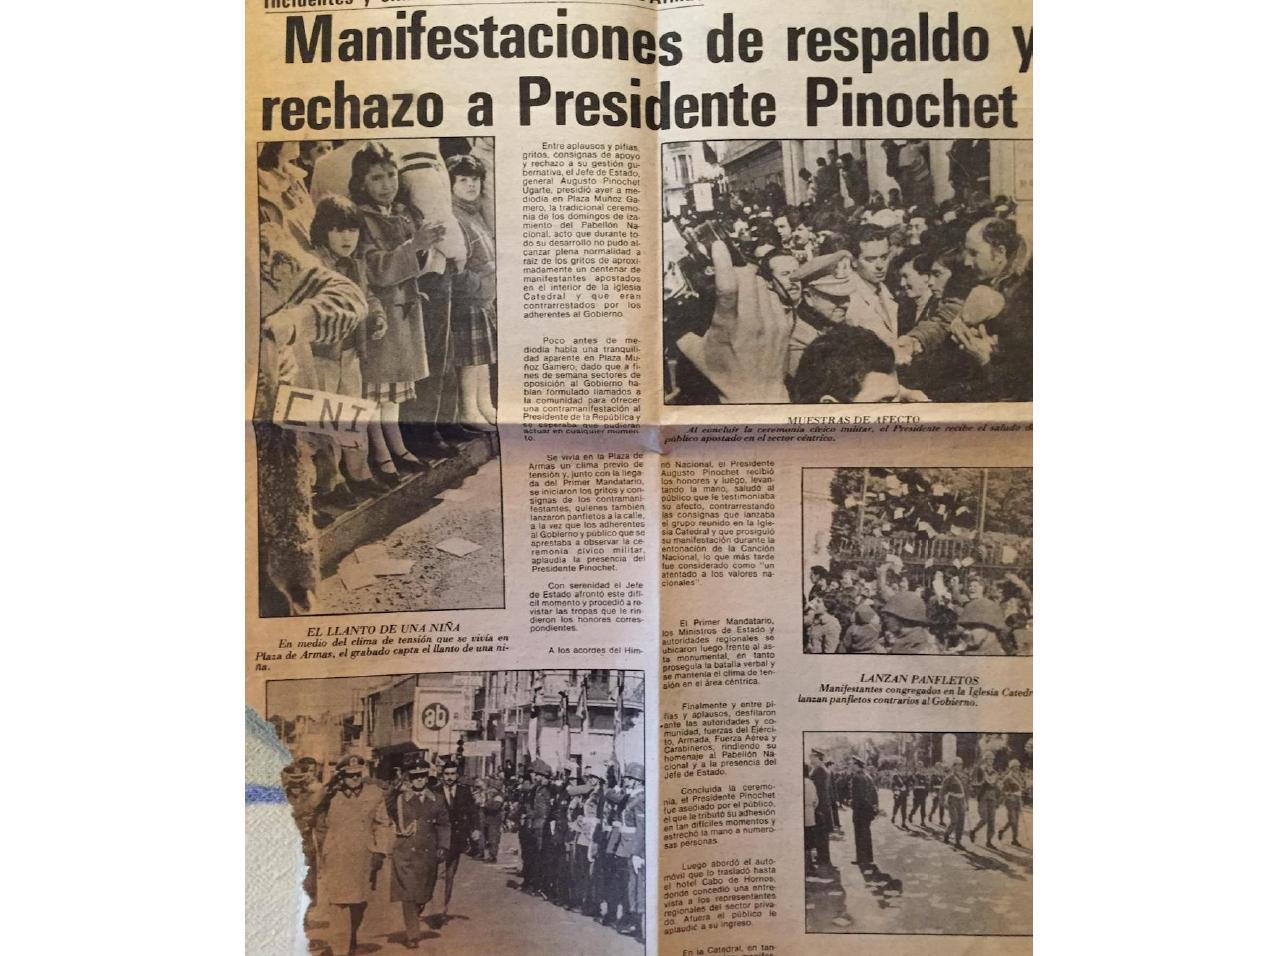 Manifestaciones de respaldo y
rechazo a Presidente Pinochet
Entre aplausos y pifias,
gritos, consignas de apoyo
y rechazo a su gestión gu-
bernativa, el Jefe de Estado,
general Augusto Pinochet
Ugarte, presidió ayer a me-
diodía en Plaza Muñoz Ga-
mero, la tradicional ceremo-
nia de los domingos de iza-
miento del Pabellón Na-
cional, acto que durante to-
do su desarrollo no pudo al-
canzar plena normalidad a
raíz de los gritos de aproxi-
madamente un centenar de
manifestantes apostados
en el interior de la Iglesia
Catedral y que eran
contrarrestados por los
adherentes al Gobierno.
Poco antes de me-
diodía había una tranquili-
dad aparente en Plaza Mu-
ñoz Gamero, dado que a fi-
nes de semana sectores de
oposición al Gobierno ha-
bían formulado llamados a
la comunidad para ofrecer
una contramanifestación al
Presidente de la República y
se esperaba que pudieran
actuar en cualquier momen-
to.
Se vivía en la Plaza de
Armas un clima previo de
tensión y, junto con la llega-
da del Primer Mandatario,
se iniciaron los gritos y con-
signas de los contramani-
festantes, quienes también
lanzaron panfletos a la calle,
a la vez que los adherentes
al Gobierno y público que se
aprestaba a observar la ce-
remonia cívico militar,
aplaudía la presencia del
Presidente Pinochet.
Con serenidad el Jefe
de Estado afrontó este difí-
cil momento y procedió a re-
vistar las tropas que le rin-
dieron los honores corres-
pondientes.
A los acordes del Him-
no Nacional, el Presidente
Augusto Pinochet recibió
los honores y luego, levan-
tando la mano, saludó al
público que le testimoniaba
su afecto, contrarrestando
las consignas que lanzaba
el grupo reunido en la Igle-
sia Catedral y que prosiguió
su manifestación durante la
entonación de la Canción
Nacional, lo que más tarde
fue considerado como "un
atentado a los valores na-
cionales".
El Primer Mandatario,
los Ministros de Estado y
autoridades regionales se
ubicaron luego frente al as-
ta monumental, en tanto
proseguía la batalla verbal y
se mantenía el clima de ten-
sión en el área céntrica.
Finalmente y entre pi-
fias y aplausos, desfilaron
ante las autoridades y co-
munidad, fuerzas del Ejérci-
to, Armada, Fuerza Aérea y
Carabineros, rindiendo su
homenaje al Pabellón Na-
cional y a la presencia del
Jefe de Estado.
Concluida la ceremo-
nia, el Presidente Pinochet
fue asediado por el público,
el que le tributó su adhesión
en tan difíciles momentos y
estrechó la mano a numero-
sas personas.
Luego abordó el auto-
móvil que lo trasladó hasta
el hotel Cabo de Hornos,
donde concedió una entre-
vista a los representantes
regionales del sector priva-
do. Afuera el público le
aplaudió a su ingreso.
En la Catedral, en tan-
CNI
EL LLANTO DE UNA NIÑA
En medio del clima de tensión que se vivía en
Plaza de Armas, el grabado capta el llanto de una ni-
ña.
ab
MUESTRAS DE AFECTO
Al concluir la ceremonia cívico militar, el Presidente recibe el saludo
público apostado en el sector céntrico.
LANZAN PANFLETOS
Manifestantes congregados en la Iglesia Catedr
lanzan panfletos contrarios al Gobierno.